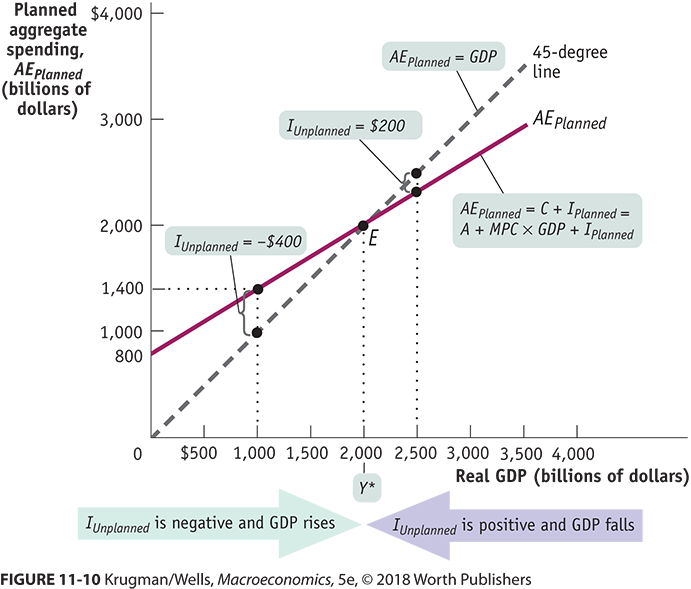 Planned
aggregate
spending,
AEPlanned
(billions of
dollars)
$4,000
3,000
2,000
1,400
1,000
800
0
AEPlanned = GDP
45-degree
line
IUnplanned = $200
AEPlanned
AEPlanned = C + IPlanned =
A + MPC × GDP + IPlanned
IUnplanned = –$400
E
$500 1,000 1,500 2,000 2,500 3,000 3,500 4,000
Real GDP (billions of dollars)
Y*
IUnplanned is negative and GDP rises
IUnplanned is positive and GDP falls
FIGURE 11-10 Krugman/Wells, Macroeconomics, 5e, © 2018 Worth Publishers